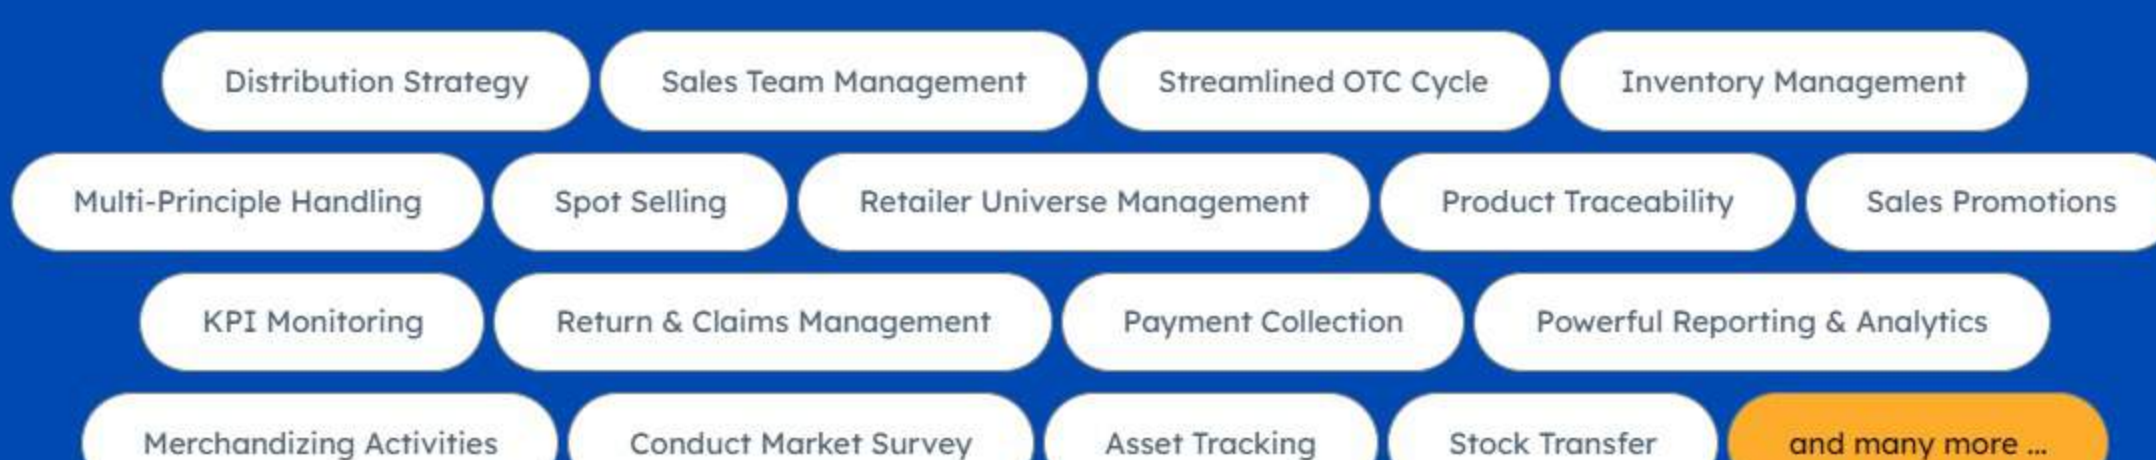 Distribution Strategy
Sales Team Management
Streamlined OTC Cycle
Inventory Management
Multi-Principle Handling
Spot Selling
Retailer Universe Management
Product Traceability
Sales Promotions
KPI Monitoring
Return & Claims Management
Payment Collection
Powerful Reporting & Analytics
Merchandizing Activities
Conduct Market Survey
Asset Tracking
Stock Transfer
and many more ...